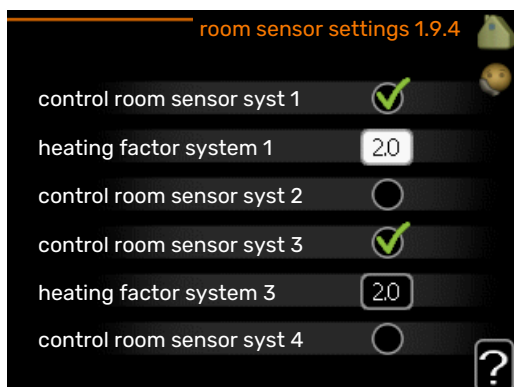 room sensor settings 1.9.4
control room sensor syst 1
heating factor system 1 2.0
control room sensor syst 2
control room sensor syst 3
heating factor system 3 2.0
control room sensor syst 4
?